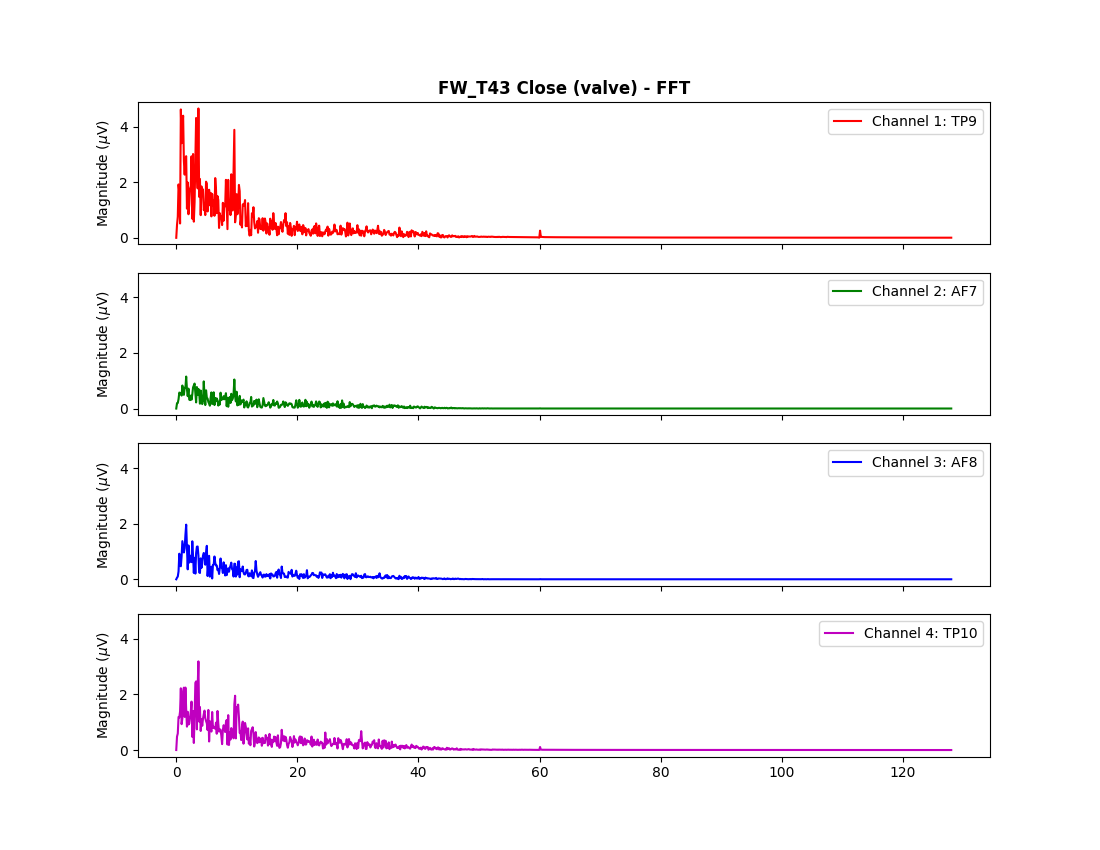 FW_T43 Close (valve) - FFT
Magnitude (μV)
4
2
0
Channel 1: TP9
Magnitude (μV)
4
2
0
Channel 2: AF7
Magnitude (μV)
4
2
0
Channel 3: AF8
Magnitude (μV)
4
2
0
Channel 4: TP10
0 20 40 60 80 100 120